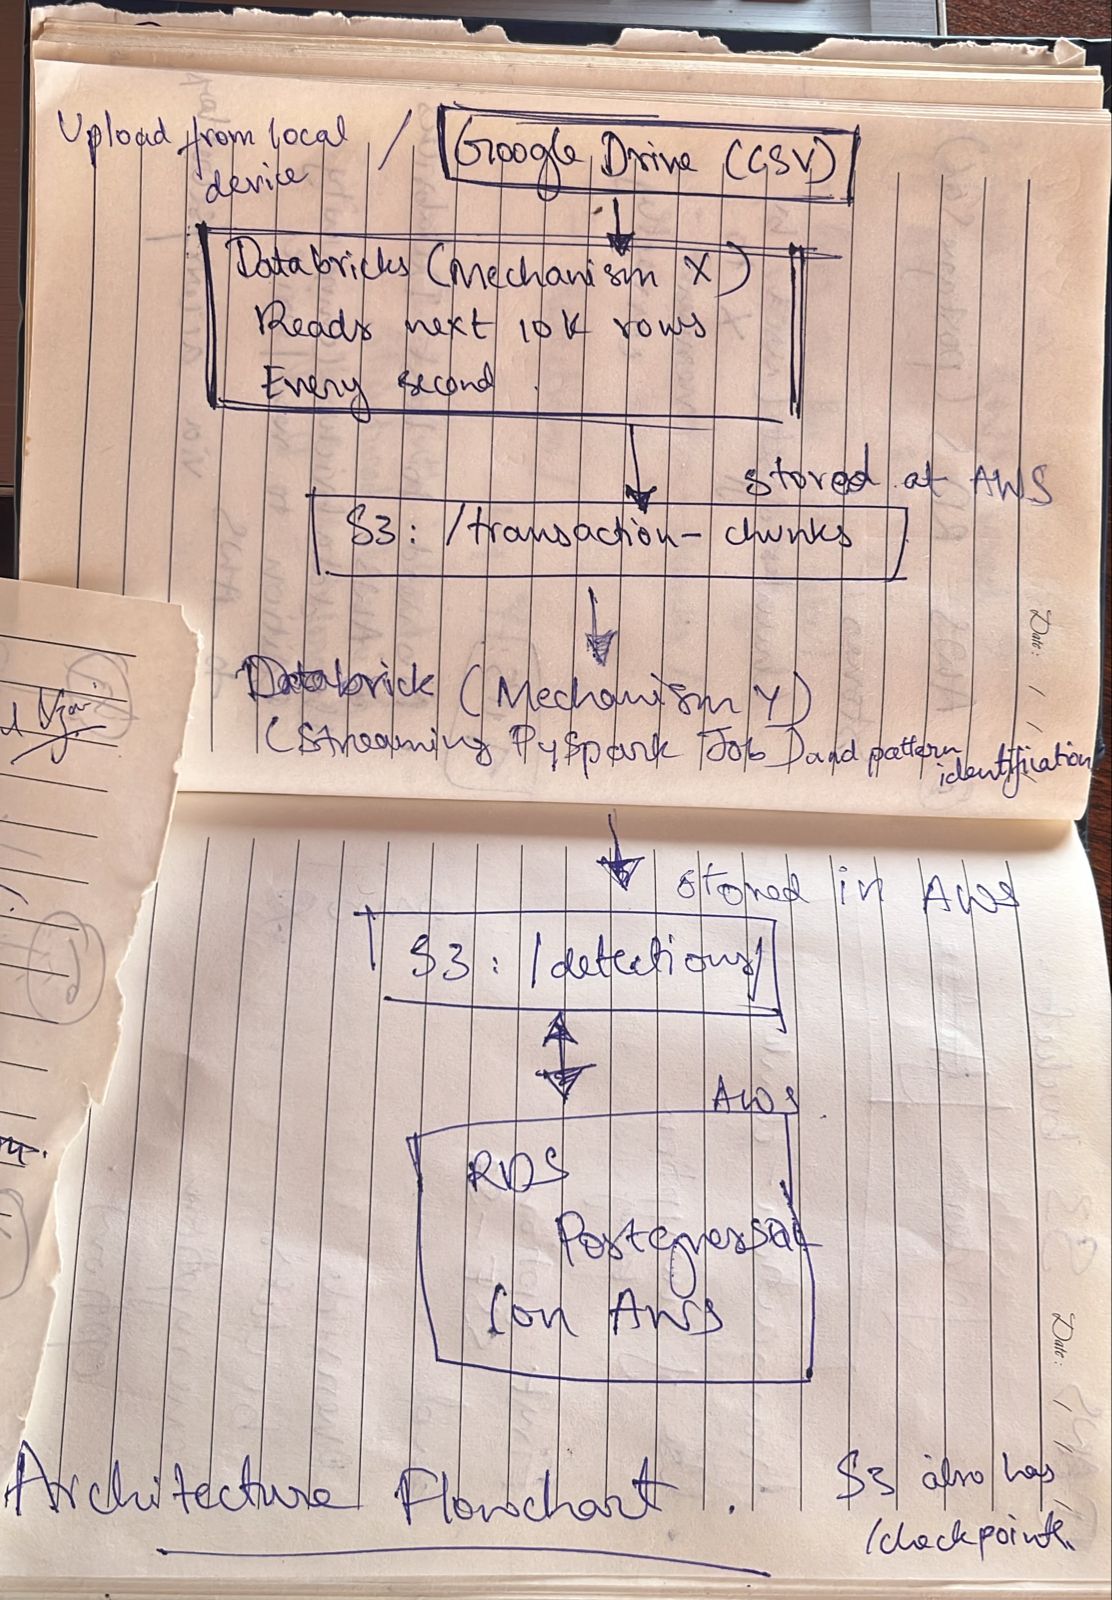 Upload from local / Google Drive (CSV)
device
Databricks (Mechanism X)
Reads next 10K rows
Every second.
stored at AWS
S3: /transaction-chunks
Date:
Databrick (Mechanism Y)
(Streaming PySpark Job) and pattern
identification
stored in AWS
S3: /detections/
AWS
RDS
PostgresSQL
(on AWS
Date:
Architecture Flowchart.
S3 also has
/checkpoints.